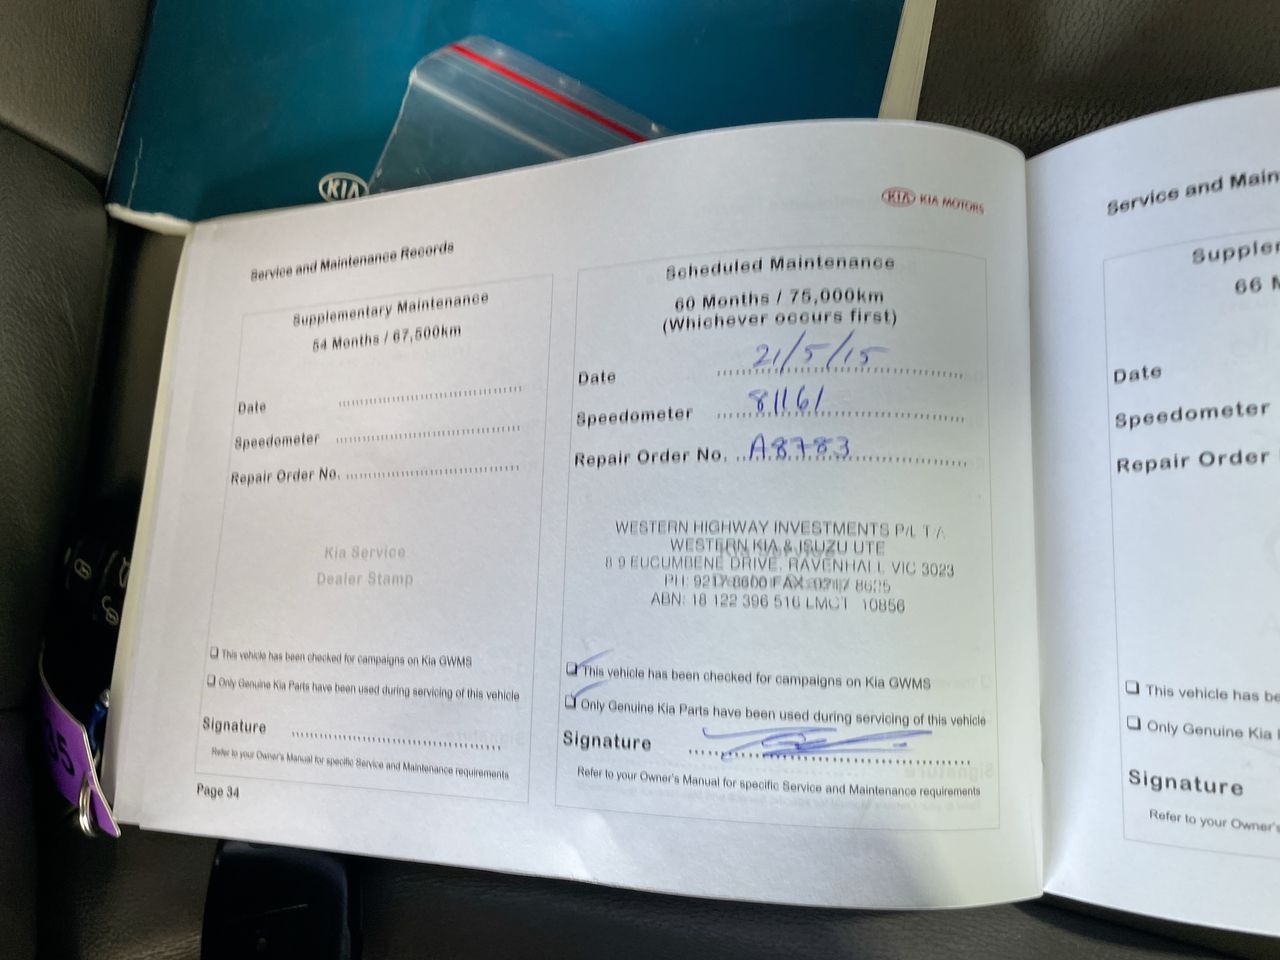 KIA
KIA KIA MOTORS
Service and Maintenance Records
Supplementary Maintenance
54 Months / 67,500km
Date
Speedometer
Repair Order No.
Kia Service
Dealer Stamp
This vehicle has been checked for campaigns on Kia GWMS
Only Genuine Kia Parts have been used during servicing of this vehicle
Signature
Refer to your Owner's Manual for specific Service and Maintenance requirements
Page 34
Scheduled Maintenance
60 Months / 75,000km
(Whichever occurs first)
Date 21/5/15
Speedometer 81161
Repair Order No. A8783
WESTERN HIGHWAY INVESTMENTS P/L T/A
WESTERN KIA & ISUZU UTE
8 9 EUCUMBENE DRIVE, RAVENHALL VIC 3023
PH: FAX:
ABN: 18 122 396 516 LMCT 10856
This vehicle has been checked for campaigns on Kia GWMS
Only Genuine Kia Parts have been used during servicing of this vehicle
Signature
Refer to your Owner's Manual for specific Service and Maintenance requirements
Service and
66
Date
Speedometer
Repair Order
This vehicle has
Only Genuine Kia
Signature
Refer to your Owner's
55